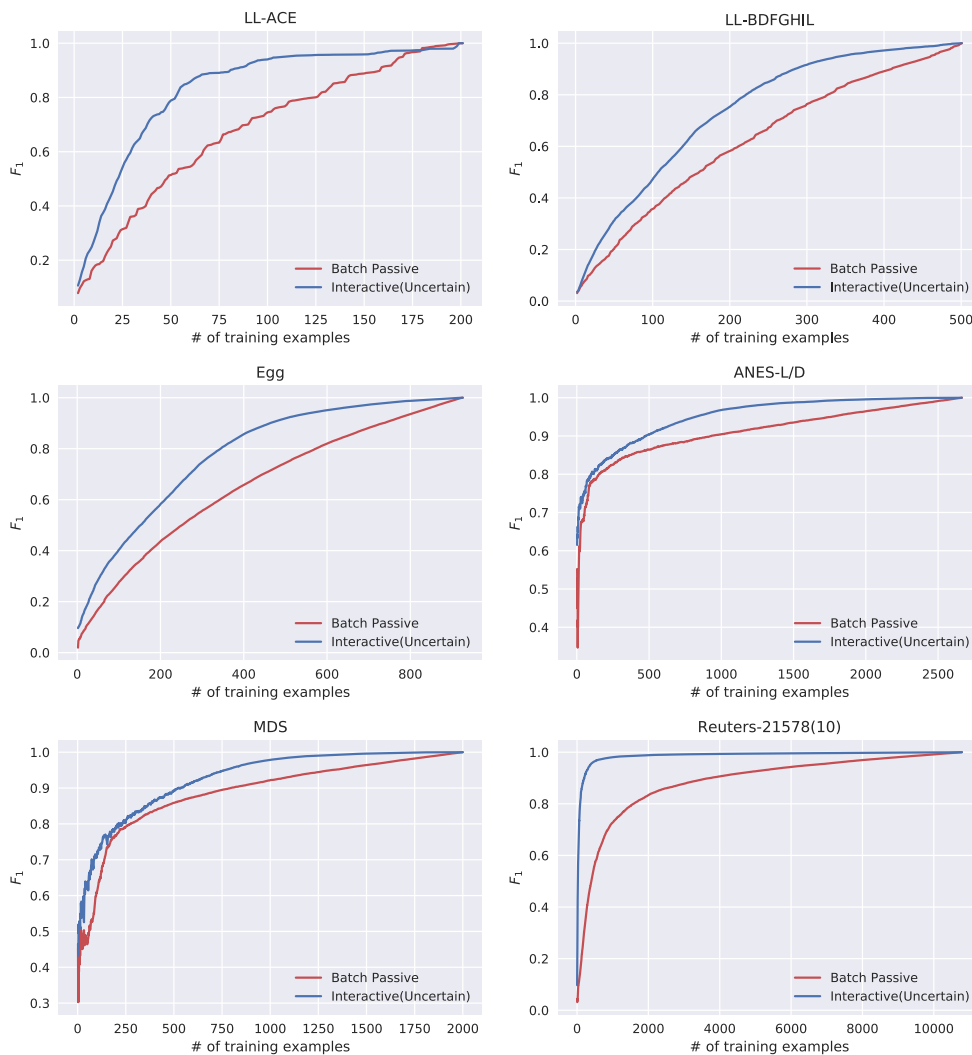 LL-ACE
1.0
0.8
0.6
0.4
0.2
F1
0 25 50 75 100 125 150 175 200
# of training examples
Batch Passive
Interactive(Uncertain)
LL-BDFGHIL
1.0
0.8
0.6
0.4
0.2
0.0
F1
0 100 200 300 400 500
# of training examples
Batch Passive
Interactive(Uncertain)
Egg
1.0
0.8
0.6
0.4
0.2
0.0
F1
0 200 400 600 800
# of training examples
Batch Passive
Interactive(Uncertain)
ANES-L/D
1.0
0.9
0.8
0.7
0.6
0.5
0.4
F1
0 500 1000 1500 2000 2500
# of training examples
Batch Passive
Interactive(Uncertain)
MDS
1.0
0.9
0.8
0.7
0.6
0.5
0.4
0.3
F1
0 250 500 750 1000 1250 1500 1750 2000
# of training examples
Batch Passive
Interactive(Uncertain)
Reuters-21578(10)
1.0
0.8
0.6
0.4
0.2
0.0
F1
0 2000 4000 6000 8000 10000
# of training examples
Batch Passive
Interactive(Uncertain)